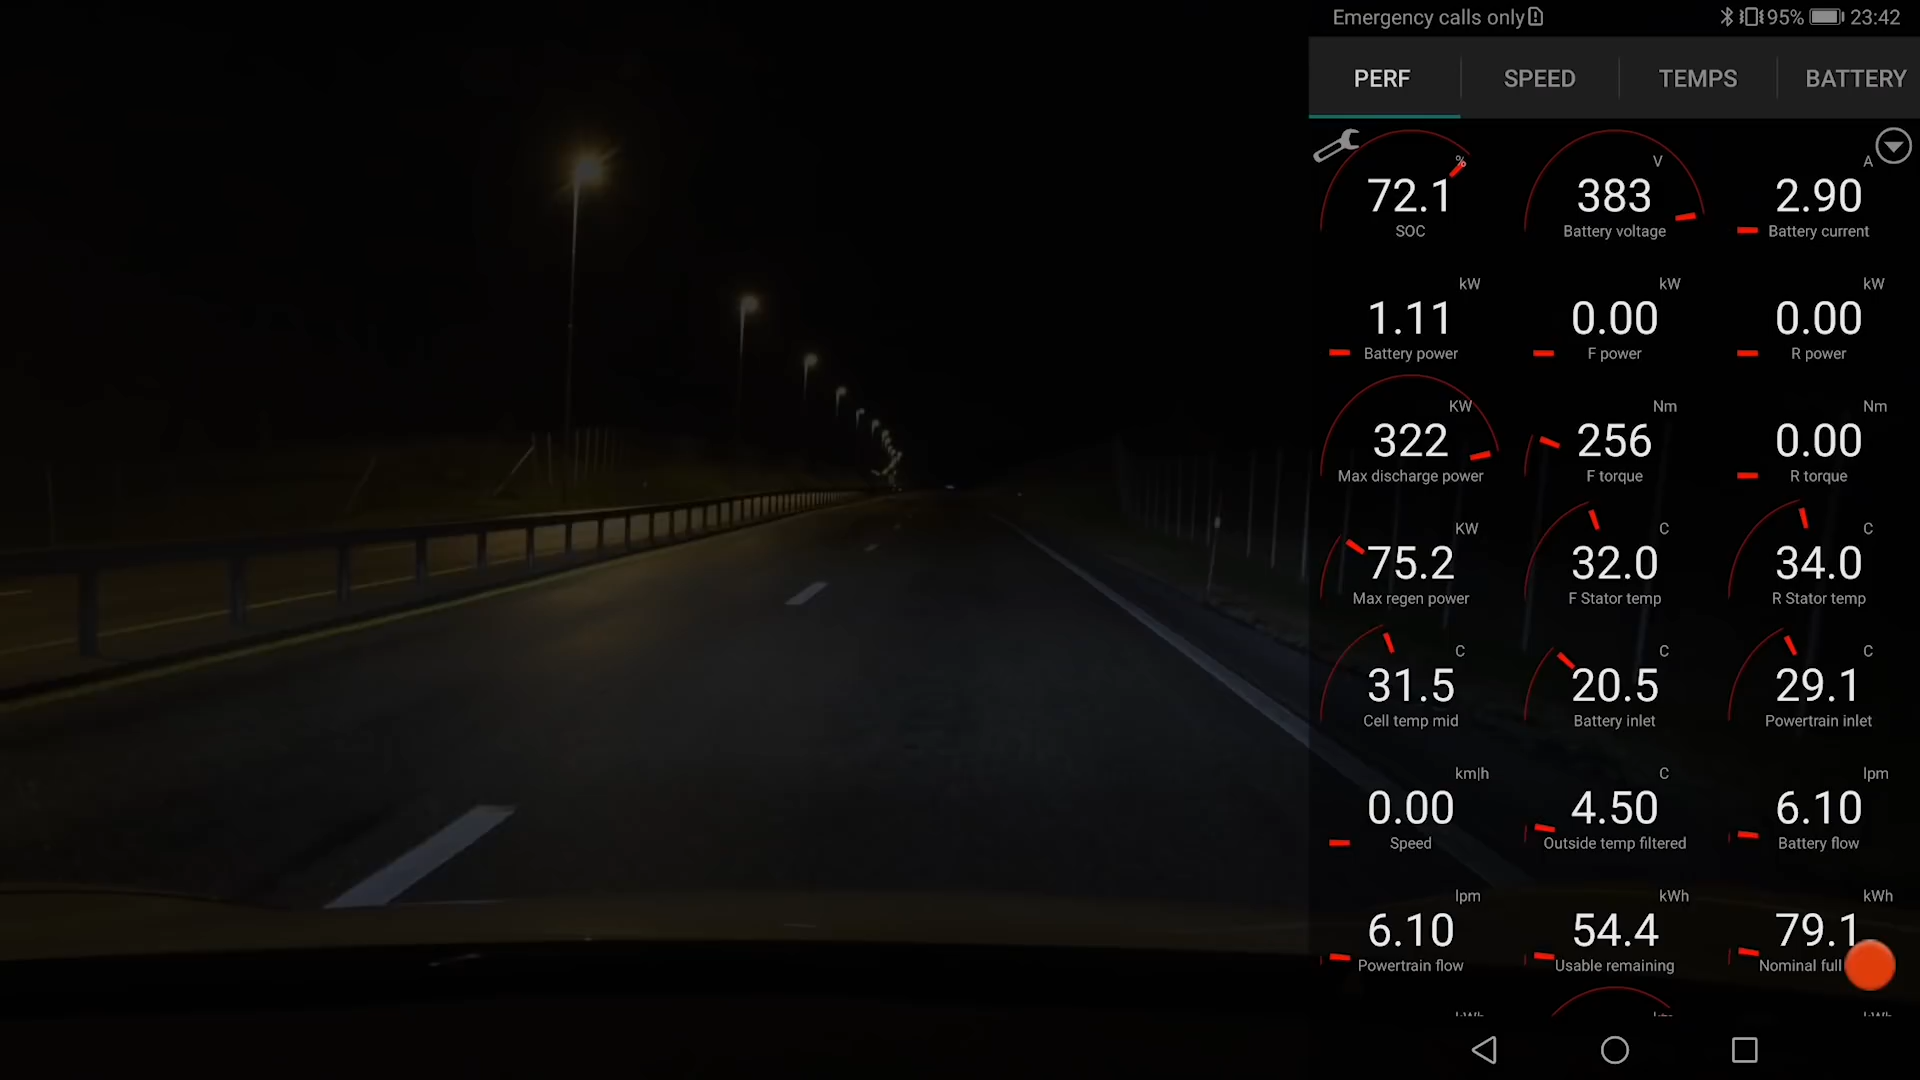 Emergency calls only 95% 23:42
PERF SPEED TEMPS BATTERY
% V A
72.1 383 2.90
SOC Battery voltage Battery current
kW kW kW
1.11 0.00 0.00
Battery power F power R power
KW Nm Nm
322 256 0.00
Max discharge power F torque R torque
KW C C
75.2 32.0 34.0
Max regen power F Stator temp R Stator temp
C C C
31.5 20.5 29.1
Cell temp mid Battery inlet Powertrain inlet
km|h C lpm
0.00 4.50 6.10
Speed Outside temp filtered Battery flow
lpm kWh kWh
6.10 54.4 79.1
Powertrain flow Usable remaining Nominal full